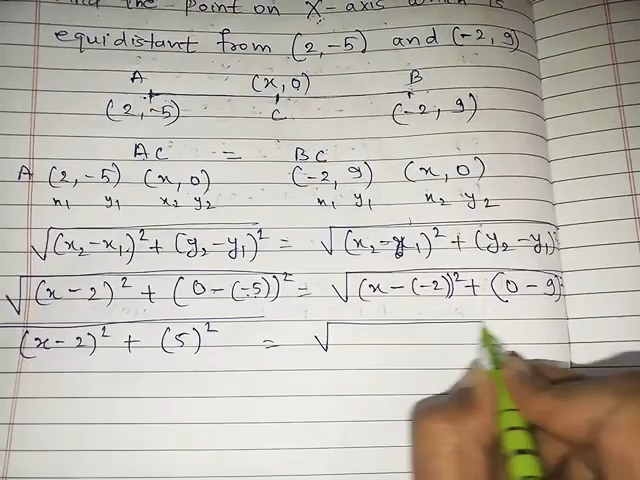 the point on X-axis which is
equidistant from (2,-5) and (-2, 9)
A (x,0) B
(2,-5) C (-2, 9)
AC = BC
A (2,-5) (x,0) (-2, 9) (x,0)
x₁ y₁ x₂ y₂ x₁ y₁ x₂ y₂
√(x₂-x₁)² + (y₂-y₁)² = √(x₂-x₁)² + (y₂-y₁)
√(x-2)² + (0-(-5))² = √(x-(-2))² + (0-9)
(x-2)² + (5)² = √